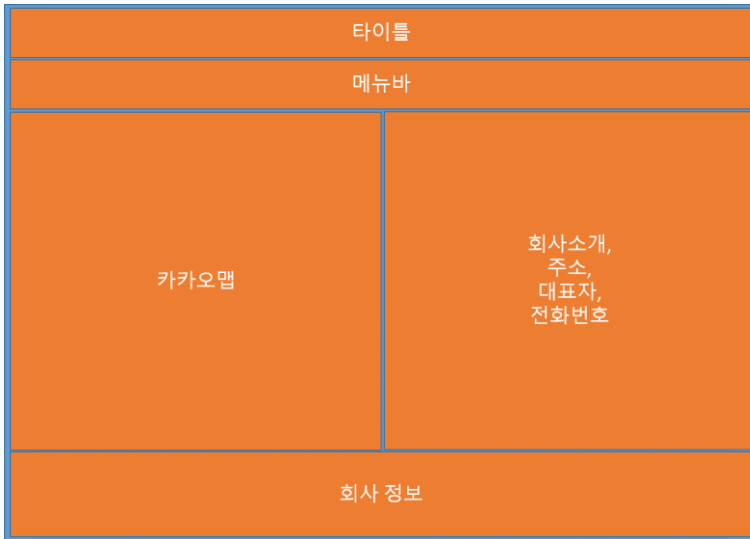 타이틀
메뉴바
카카오맵
회사소개,
주소,
대표자,
전화번호
회사 정보